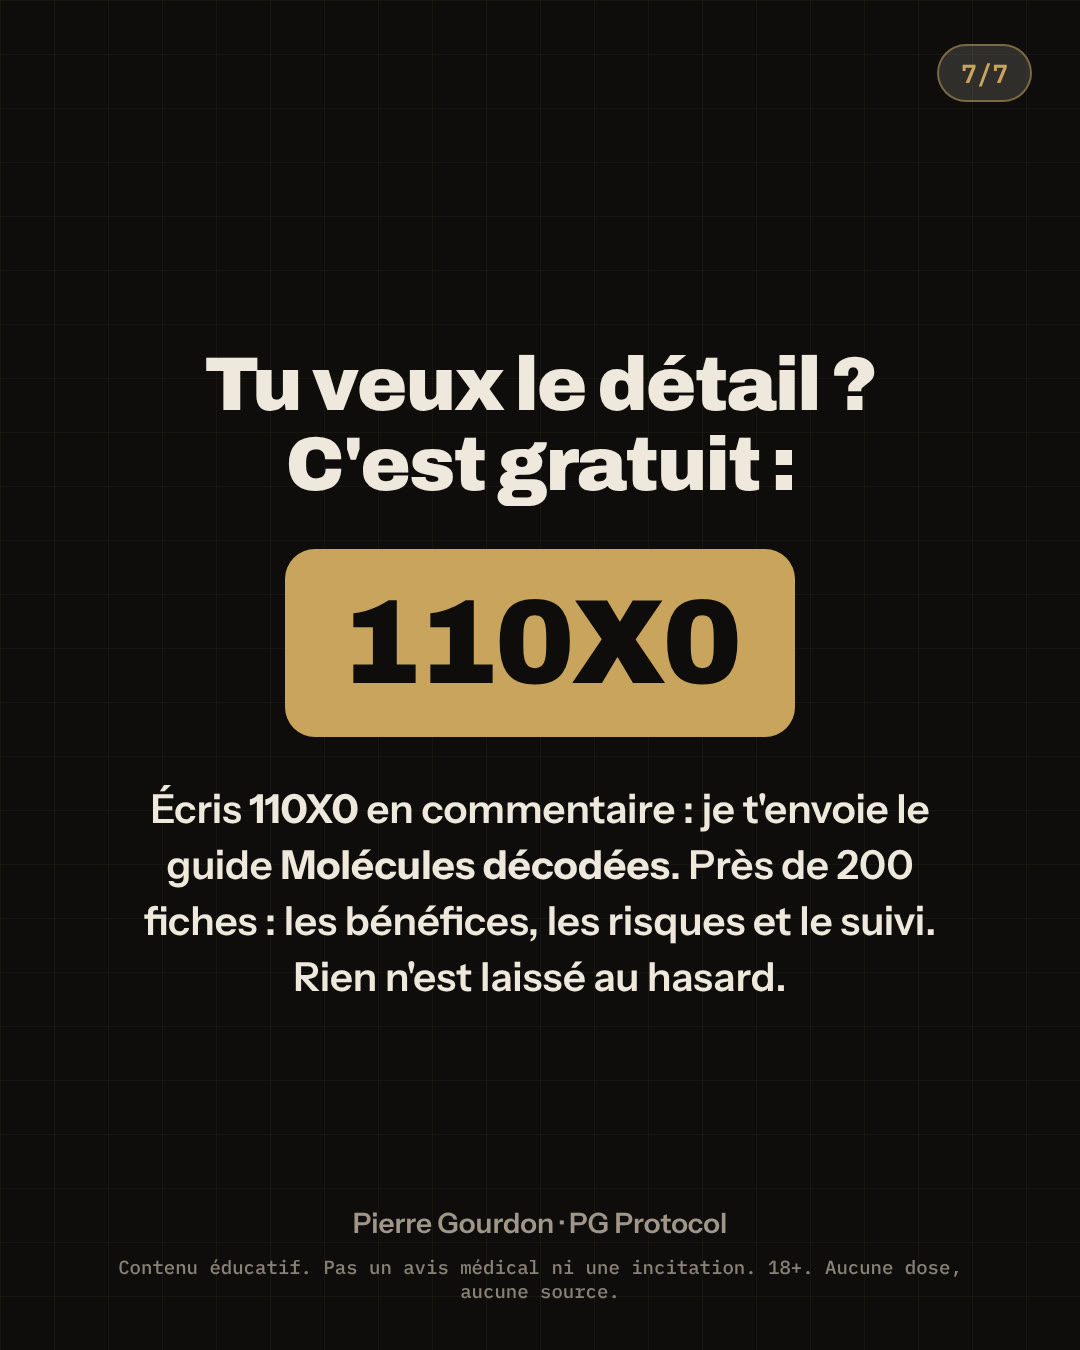 7/7
Tu veux le détail ?
C'est gratuit :
110X0
Écris 110X0 en commentaire : je t'envoie le
guide Molécules décodées. Près de 200
fiches : les bénéfices, les risques et le suivi.
Rien n'est laissé au hasard.
Pierre Gourdon · PG Protocol
Contenu éducatif. Pas un avis médical ni une incitation. 18+. Aucune dose,
aucune source.